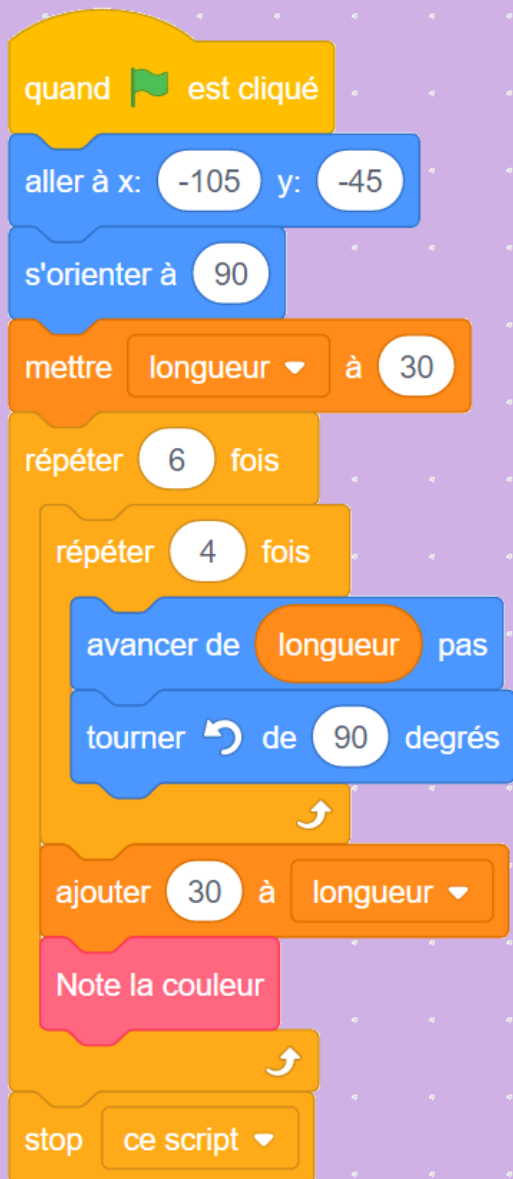 quand est cliqué
aller à x: -105 y: -45
s'orienter à 90
mettre longueur à 30
répéter 6 fois
répéter 4 fois
avancer de longueur pas
tourner de 90 degrés
ajouter 30 à longueur
Note la couleur
stop ce script